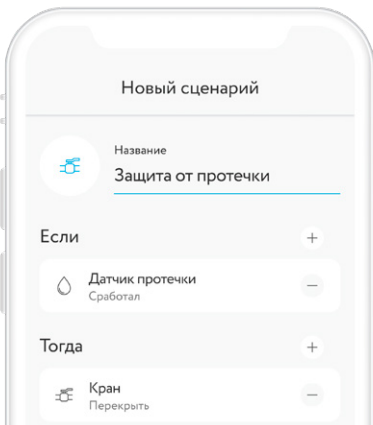 Новый сценарий
Название
Защита от протечки
Если
Датчик протечки
Сработал
Тогда
Кран
Перекрыть